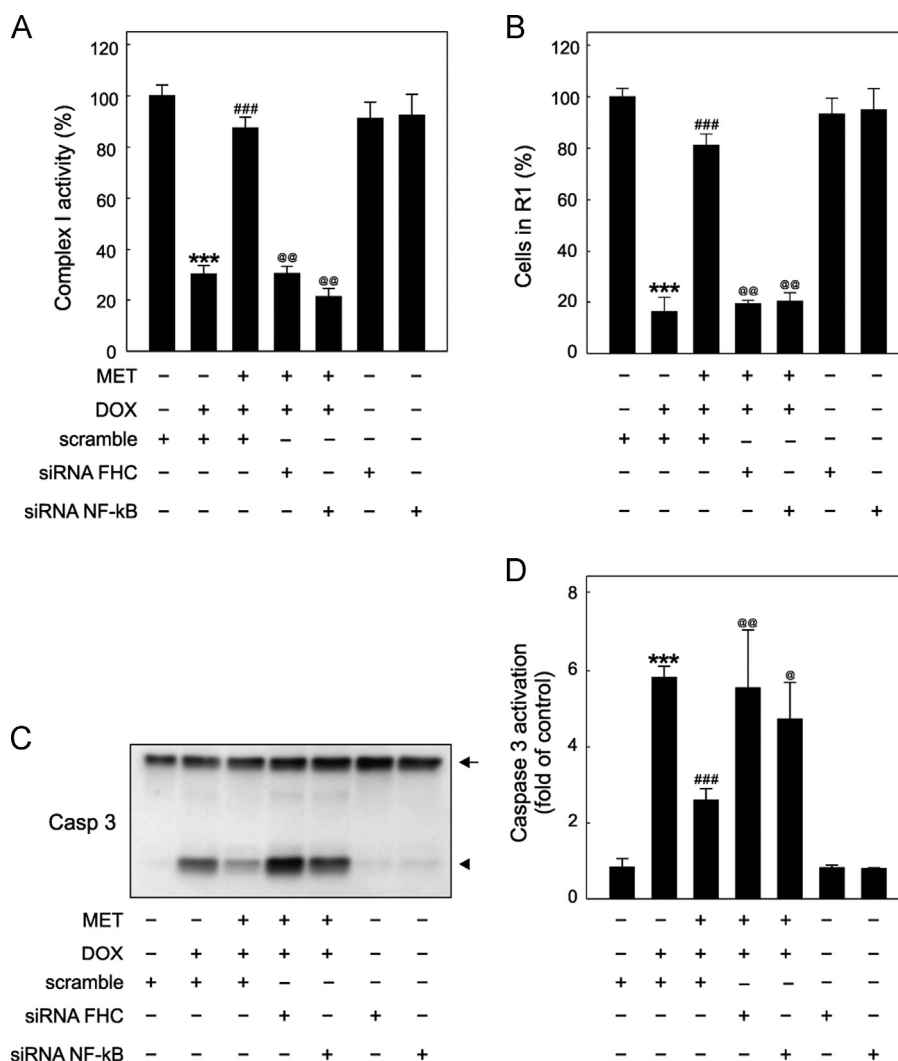 A
Complex I activity (%)
120
100
80
60
40
20
0
***
###
@@
@@
MET – – + + + – –
DOX – + + + + – –
scramble + + + – – – –
siRNA FHC – – – + – + –
siRNA NF-kB – – – – + – +
B
Cells in R1 (%)
120
100
80
60
40
20
0
***
###
@@
@@
– – + + + – –
– + + + + – –
+ + + – – – –
– – – + – + –
– – – – + – +
C
Casp 3
MET – – + + + – –
DOX – + + + + – –
scramble + + + – – – –
siRNA FHC – – – + – + –
siRNA NF-kB – – – – + – +
D
Caspase 3 activation
(fold of control)
8
6
4
2
0
***
###
@@
@
– – + + + – –
– + + + + – –
+ + + – – – –
– – – + – + –
– – – – + – +